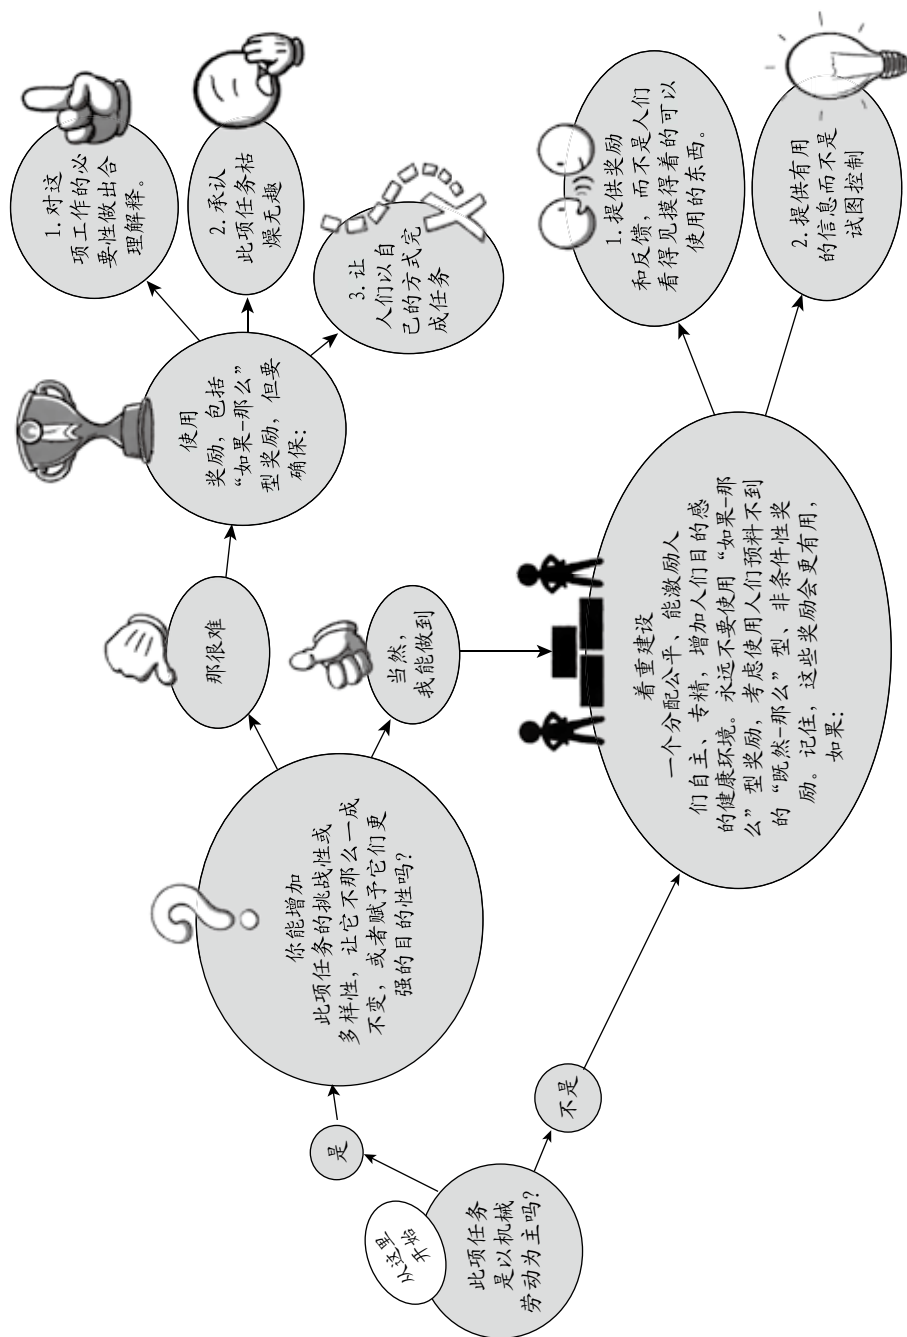 从这里
开始
此项任务
是以机械
劳动为主吗？
是
不是
你能增加
此项任务的挑战性或
多样性，让它不那么一成
不变，或者赋予它们更
强的目的性吗？
那很难
当然，
我能做到
使用
奖励，包括
“如果-那么”
型奖励，但要
确保：
1. 对这
项工作的必
要性做出合
理解释。
2. 承认
此项任务枯
燥无趣
3. 让
人们以自
己的方式完
成任务
着重建设
一个分配公平、能激励人
们自主、专精，增加人们目的感
的健康环境。永远不要使用“如果-那
么”型奖励，考虑使用人们预料不到
的“既然-那么”型、非条件性奖
励。记住，这些奖励会更有用，
如果：
1. 提供奖励
和反馈，而不是人们
看得见摸得着的可以
使用的东西。
2. 提供有用
的信息而不是
试图控制